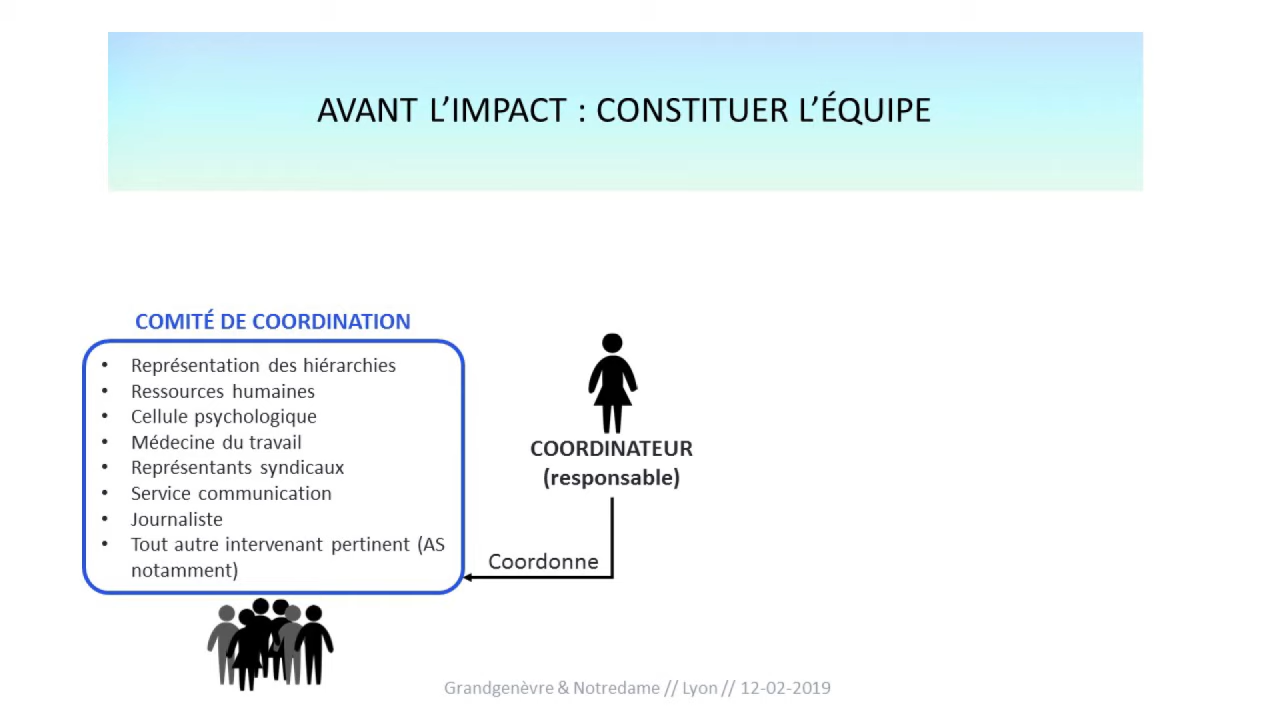 AVANT L’IMPACT : CONSTITUER L’ÉQUIPE
COMITÉ DE COORDINATION
• Représentation des hiérarchies
• Ressources humaines
• Cellule psychologique
• Médecine du travail
• Représentants syndicaux
• Service communication
• Journaliste
• Tout autre intervenant pertinent (AS
notamment)
COORDINATEUR
(responsable)
Coordonne
Grandgenèvre & Notredame // Lyon // 12-02-2019